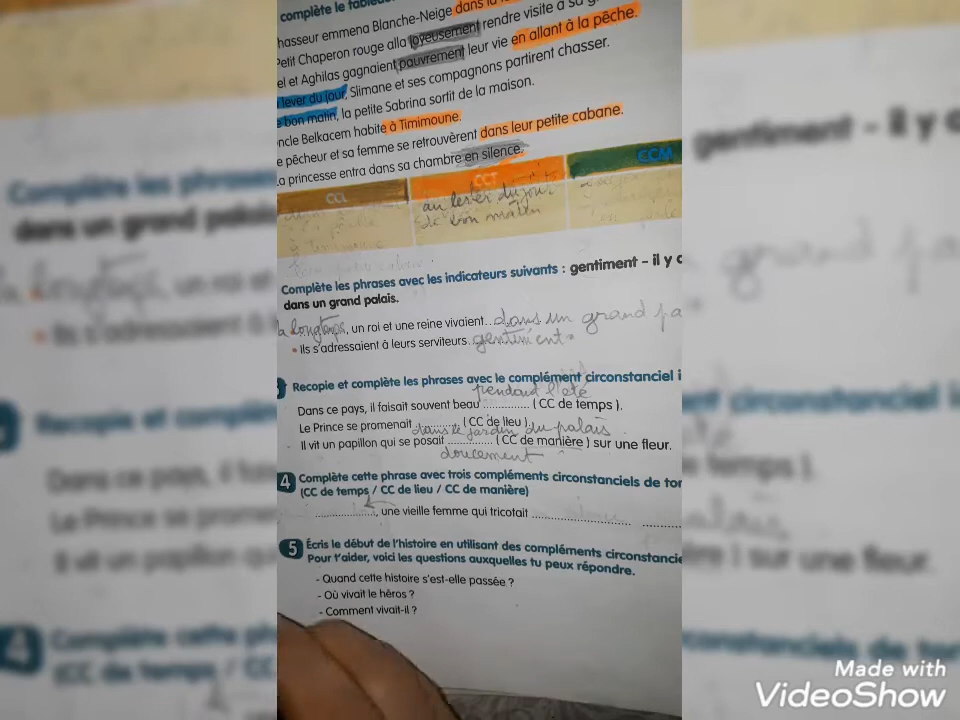 complète le tableau
hasseur emmena Blanche-Neige dans la
Petit Chaperon rouge alla joyeusement rendre visite à sa
el et Aghilas gagnaient pauvrement leur vie en allant à la pêche.
lever du jour, Slimane et ses compagnons partirent chasser.
bon matin, la petite Sabrina sortit de la maison.
ncle Belkacem habite à Timimoune.
e pêcheur et sa femme se retrouvèrent dans leur petite cabane.
La princesse entra dans sa chambre en silence.
CCL CCT CCM
au lever du jour
de bon matin
Complète les phrases avec les indicateurs suivants : gentiment – il y a
dans un grand palais.
a longtemps, un roi et une reine vivaient dans un grand pa
• Ils s'adressaient à leurs serviteurs gentiment.
Recopie et complète les phrases avec le complément circonstanciel i
pendant l'été
Dans ce pays, il faisait souvent beau .............. ( CC de temps ).
Le Prince se promenait .............. ( CC de lieu ).
dans le jardin du palais
Il vit un papillon qui se posait .............. ( CC de manière ) sur une fleur.
doucement
4 Complète cette phrase avec trois compléments circonstanciels de
(CC de temps / CC de lieu / CC de manière)
.................., une vieille femme qui tricotait ..............................
5 Écris le début de l'histoire en utilisant des compléments circonstancie
Pour t'aider, voici les questions auxquelles tu peux répondre.
- Quand cette histoire s'est-elle passée ?
- Où vivait le héros ?
- Comment vivait-il ?
Made with
VideoShow